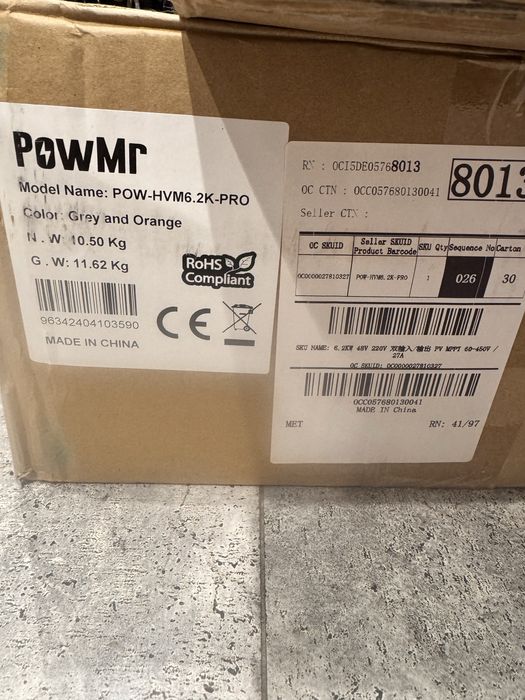 PowMr
Model Name: POW-HVM6.2K-PRO
Color: Grey and Orange
N . W: 10.50 Kg
G . W: 11.62 Kg
RoHS
Compliant
CE
96342404103590
MADE IN CHINA
RN : OCI5DE05768013
8013
OC CTN : OCC057680130041
Seller CTN :
OC SKUID
Seller SKUID
Product Barcode
SKU Qty
Sequence No
Carton
OC0000027810327
POW-HVM6.2K-PRO
1
026
30
SKU NAME: 6.2KW 48V 220V 双输入/输出 PV MPPT 60-450V /
27A
OC SKUID: OC0000027810327
OCC057680130041
MADE IN China
MET
RN: 41/97